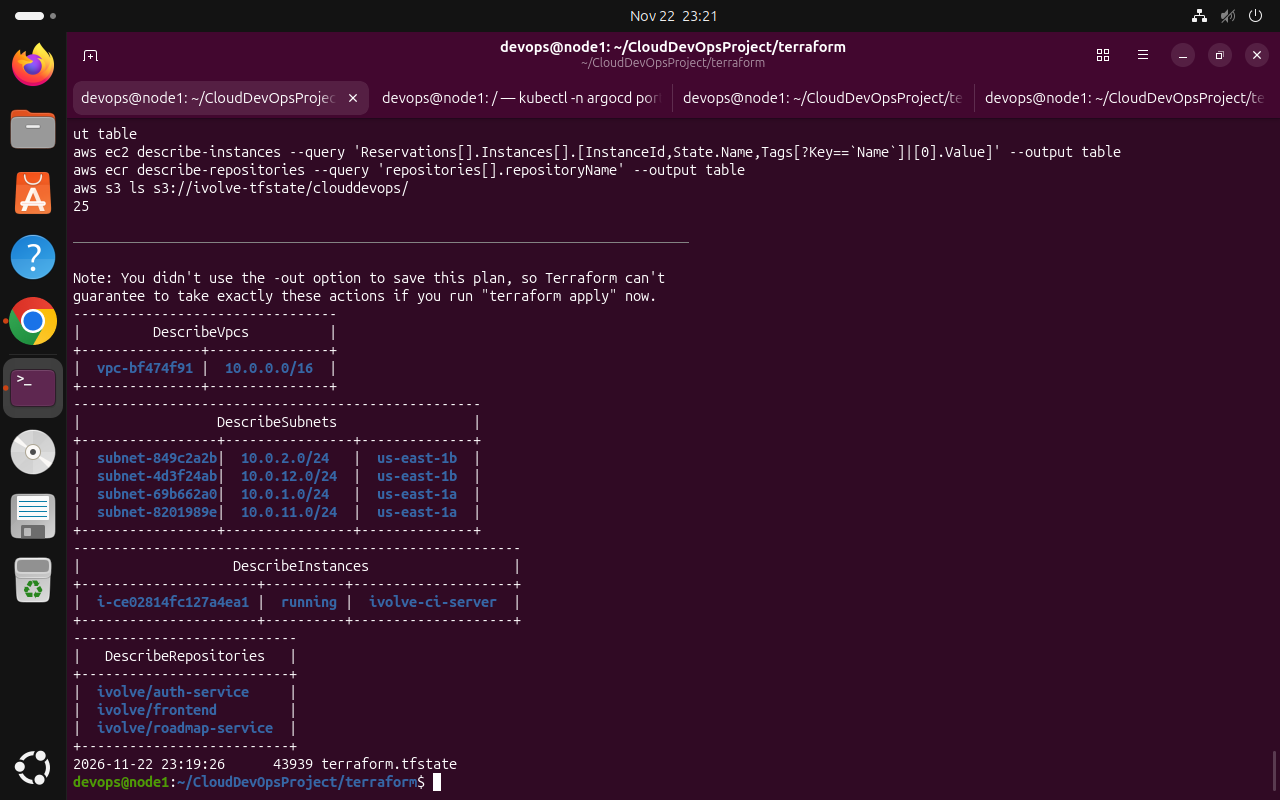 Nov 22 23:21
devops@node1: ~/CloudDevOpsProject/terraform
~/CloudDevOpsProject/terraform
devops@node1: ~/CloudDevOpsProjec
devops@node1: / — kubectl -n argocd por
devops@node1: ~/CloudDevOpsProject/te
devops@node1: ~/CloudDevOpsProject/te
ut table
aws ec2 describe-instances --query 'Reservations[].Instances[].[InstanceId,State.Name,Tags[?Key==`Name`]|[0].Value]' --output table
aws ecr describe-repositories --query 'repositories[].repositoryName' --output table
aws s3 ls s3://ivolve-tfstate/clouddevops/
25
Note: You didn't use the -out option to save this plan, so Terraform can't
guarantee to take exactly these actions if you run "terraform apply" now.
---------------------------------
|         DescribeVpcs          |
+---------------+---------------+
|  vpc-bf474f91 |  10.0.0.0/16  |
+---------------+---------------+
---------------------------------------------------
|                 DescribeSubnets                 |
+-----------------+----------------+--------------+
|  subnet-849c2a2b|  10.0.2.0/24   |  us-east-1b  |
|  subnet-4d3f24ab|  10.0.12.0/24  |  us-east-1b  |
|  subnet-69b662a0|  10.0.1.0/24   |  us-east-1a  |
|  subnet-8201989e|  10.0.11.0/24  |  us-east-1a  |
+-----------------+----------------+--------------+
--------------------------------------------------------
|                   DescribeInstances                  |
+----------------------+----------+--------------------+
|  i-ce02814fc127a4ea1 |  running |  ivolve-ci-server  |
+----------------------+----------+--------------------+
----------------------------
|   DescribeRepositories   |
+--------------------------+
|  ivolve/auth-service     |
|  ivolve/frontend         |
|  ivolve/roadmap-service  |
+--------------------------+
2026-11-22 23:19:26      43939 terraform.tfstate
devops@node1:~/CloudDevOpsProject/terraform$